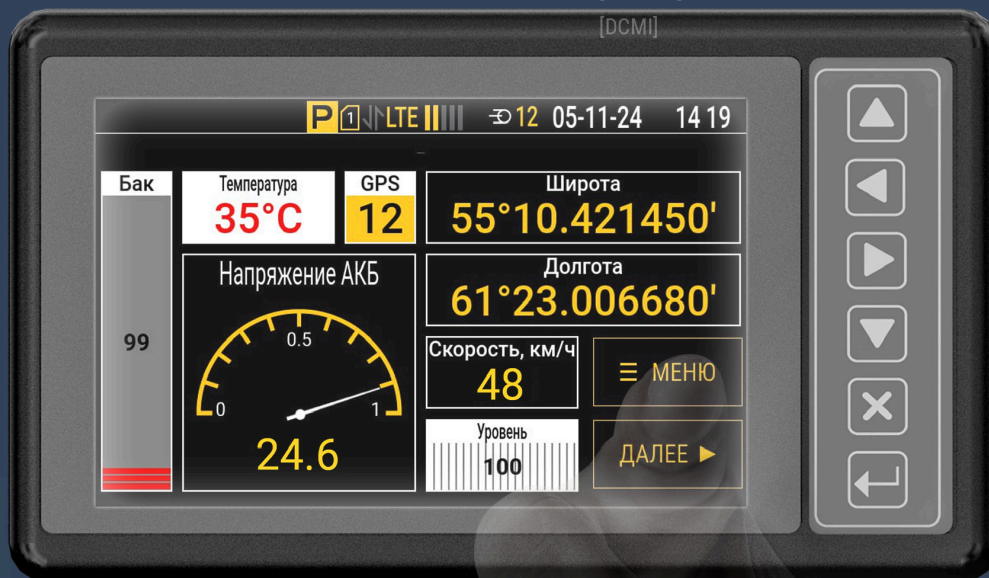 [DCMI]
P 1 LTE 12 05-11-24 14 19
Бак
Температура
35°C
GPS
12
Широта
55°10.421450'
Долгота
61°23.006680'
99
Напряжение АКБ
0.5
0
1
24.6
Скорость, км/ч
48
МЕНЮ
Уровень
100
ДАЛЕЕ